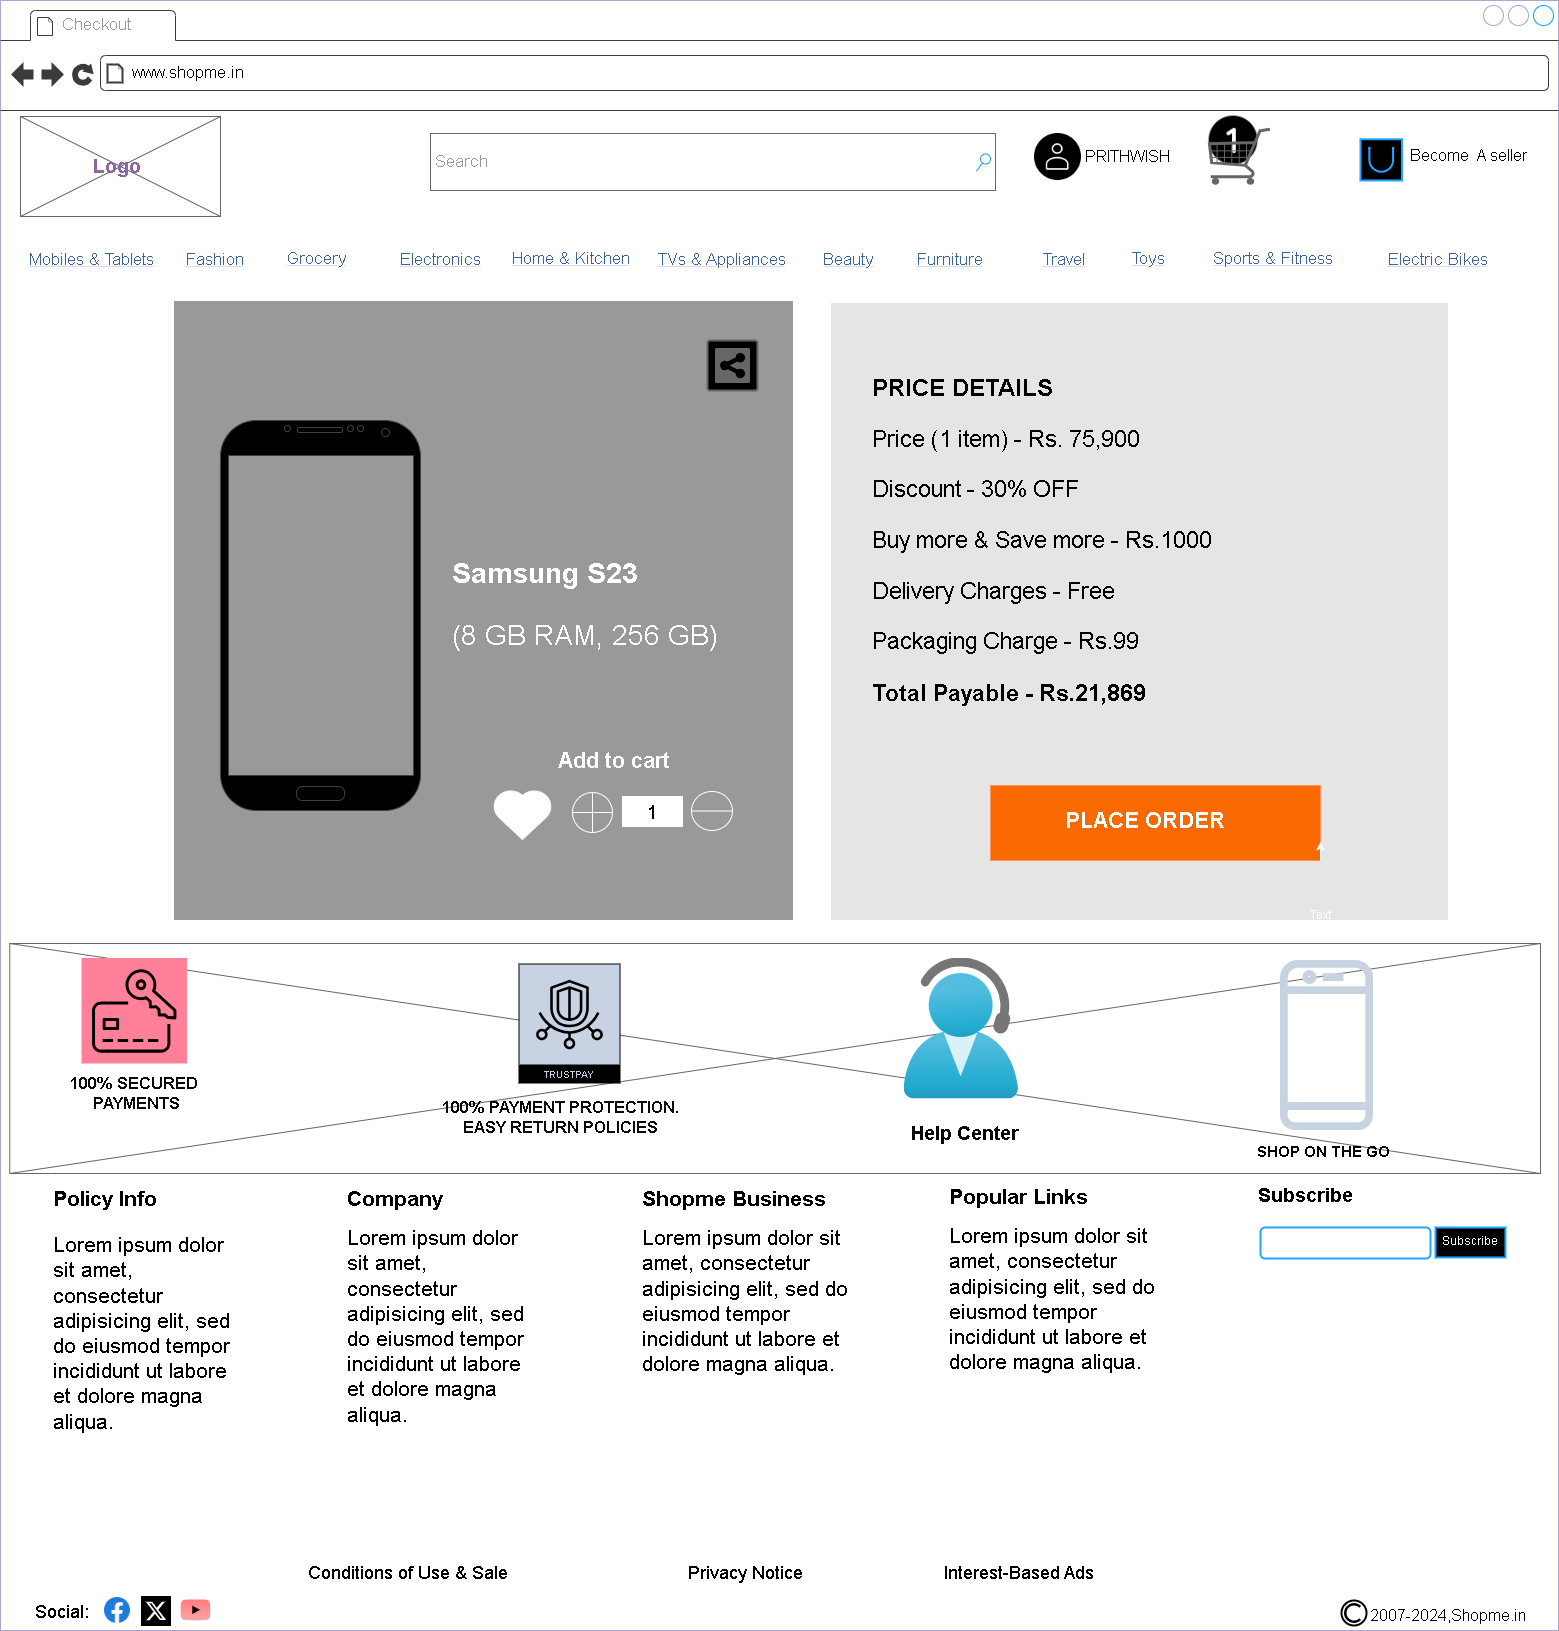 Checkout
www.shopme.in
Logo
Search
PRITHWISH
1
Become A seller
Mobiles & Tablets
Fashion
Grocery
Electronics
Home & Kitchen
TVs & Appliances
Beauty
Furniture
Travel
Toys
Sports & Fitness
Electric Bikes
Samsung S23
(8 GB RAM, 256 GB)
Add to cart
1
PRICE DETAILS
Price (1 item) - Rs. 75,900
Discount - 30% OFF
Buy more & Save more - Rs.1000
Delivery Charges - Free
Packaging Charge - Rs.99
Total Payable - Rs.21,869
PLACE ORDER
Text
100% SECURED
PAYMENTS
TRUSTPAY
100% PAYMENT PROTECTION.
EASY RETURN POLICIES
Help Center
SHOP ON THE GO
Policy Info
Lorem ipsum dolor
sit amet,
consectetur
adipisicing elit, sed
do eiusmod tempor
incididunt ut labore
et dolore magna
aliqua.
Company
Lorem ipsum dolor
sit amet,
consectetur
adipisicing elit, sed
do eiusmod tempor
incididunt ut labore
et dolore magna
aliqua.
Shopme Business
Lorem ipsum dolor sit
amet, consectetur
adipisicing elit, sed do
eiusmod tempor
incididunt ut labore et
dolore magna aliqua.
Popular Links
Lorem ipsum dolor sit
amet, consectetur
adipisicing elit, sed do
eiusmod tempor
incididunt ut labore et
dolore magna aliqua.
Subscribe
Subscribe
Conditions of Use & Sale
Privacy Notice
Interest-Based Ads
Social:
© 2007-2024,Shopme.in